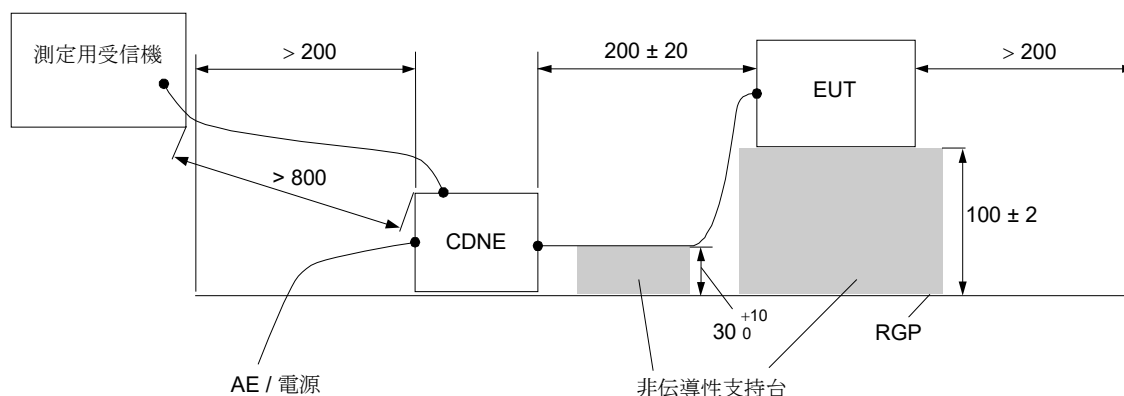 測定用受信機
> 200
200 ± 20
> 200
EUT
> 800
CDNE
100 ± 2
30 +10 0
RGP
AE / 電源
非伝導性支持台